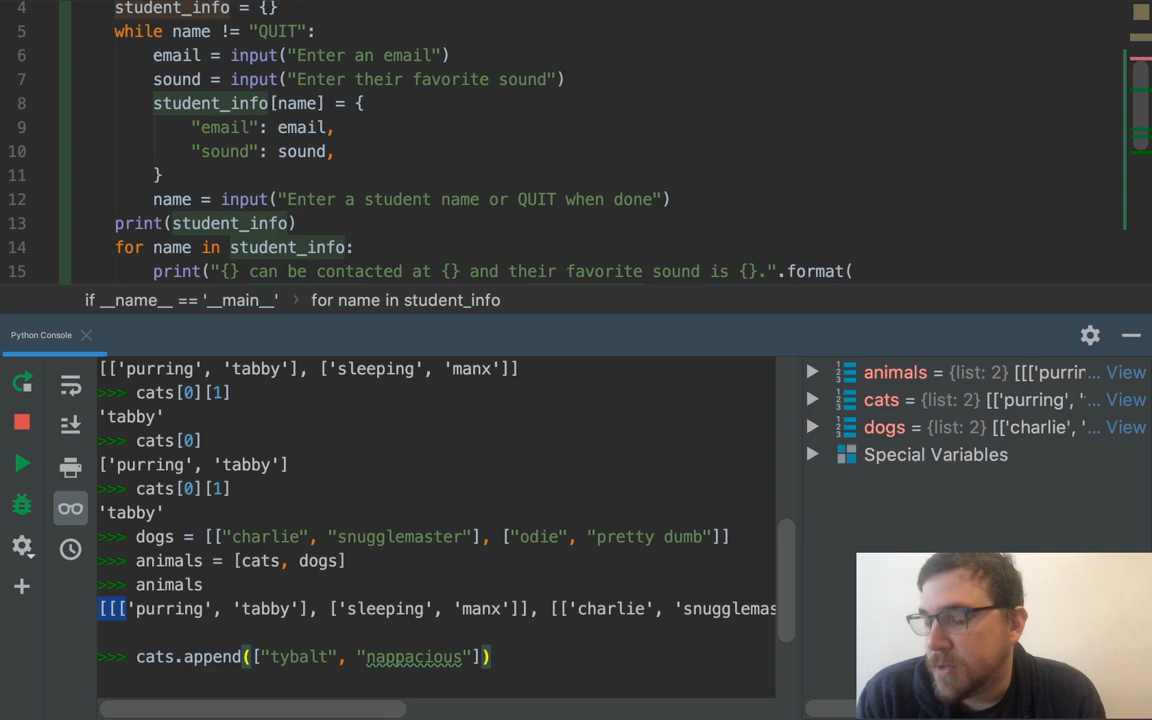 4 student_info = {}
5 while name != "QUIT":
6 email = input("Enter an email")
7 sound = input("Enter their favorite sound")
8 student_info[name] = {
9 "email": email,
10 "sound": sound,
11 }
12 name = input("Enter a student name or QUIT when done")
13 print(student_info)
14 for name in student_info:
15 print("{} can be contacted at {} and their favorite sound is {}.".format(
if __name__ == '__main__' › for name in student_info
Python Console
[['purring', 'tabby'], ['sleeping', 'manx']]
>>> cats[0][1]
'tabby'
>>> cats[0]
['purring', 'tabby']
>>> cats[0][1]
'tabby'
>>> dogs = [["charlie", "snugglemaster"], ["odie", "pretty dumb"]]
>>> animals = [cats, dogs]
>>> animals
[[['purring', 'tabby'], ['sleeping', 'manx']], [['charlie', 'snugglemas
>>> cats.append(["tybalt", "nappacious"])
animals = {list: 2} [[['purrir... View
cats = {list: 2} [['purring', '... View
dogs = {list: 2} [['charlie', '... View
Special Variables